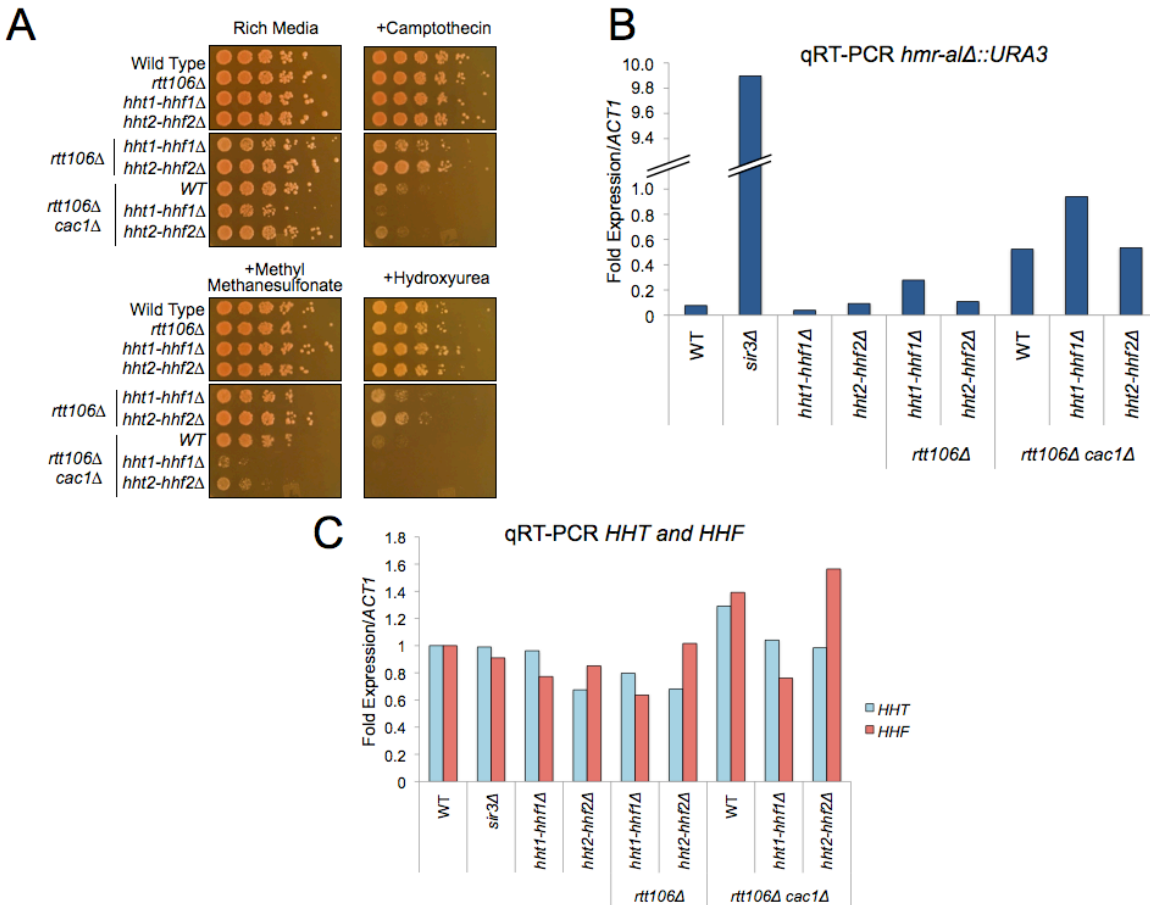 A
Rich Media
+Camptothecin
Wild Type
rtt106Δ
hht1-hhf1Δ
hht2-hhf2Δ
rtt106Δ
hht1-hhf1Δ
hht2-hhf2Δ
rtt106Δ
cac1Δ
WT
hht1-hhf1Δ
hht2-hhf2Δ
+Methyl
Methanesulfonate
+Hydroxyurea
Wild Type
rtt106Δ
hht1-hhf1Δ
hht2-hhf2Δ
rtt106Δ
hht1-hhf1Δ
hht2-hhf2Δ
rtt106Δ
cac1Δ
WT
hht1-hhf1Δ
hht2-hhf2Δ
B
qRT-PCR hmr-alΔ::URA3
Fold Expression/ACT1
10.0
9.8
9.6
9.4
1.0
0.8
0.6
0.4
0.2
0
WT
sir3Δ
hht1-hhf1Δ
hht2-hhf2Δ
hht1-hhf1Δ
hht2-hhf2Δ
WT
hht1-hhf1Δ
hht2-hhf2Δ
rtt106Δ
rtt106Δ cac1Δ
C
qRT-PCR HHT and HHF
Fold Expression/ACT1
1.8
1.6
1.4
1.2
1
0.8
0.6
0.4
0.2
0
HHT
HHF
WT
sir3Δ
hht1-hhf1Δ
hht2-hhf2Δ
hht1-hhf1Δ
hht2-hhf2Δ
WT
hht1-hhf1Δ
hht2-hhf2Δ
rtt106Δ
rtt106Δ cac1Δ